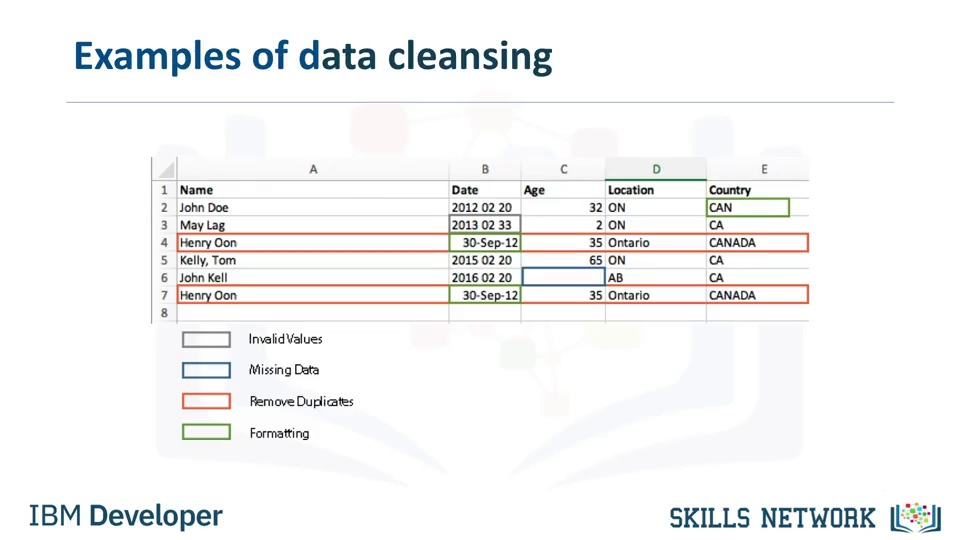 Examples of data cleansing
A B C D E
1 Name Date Age Location Country
2 John Doe 2012 02 20 32 ON CAN
3 May Lag 2013 02 33 2 ON CA
4 Henry Oon 30-Sep-12 35 Ontario CANADA
5 Kelly, Tom 2015 02 20 65 ON CA
6 John Kell 2016 02 20 AB CA
7 Henry Oon 30-Sep-12 35 Ontario CANADA
8
Invalid Values
Missing Data
Remove Duplicates
Formatting
IBM Developer
SKILLS NETWORK